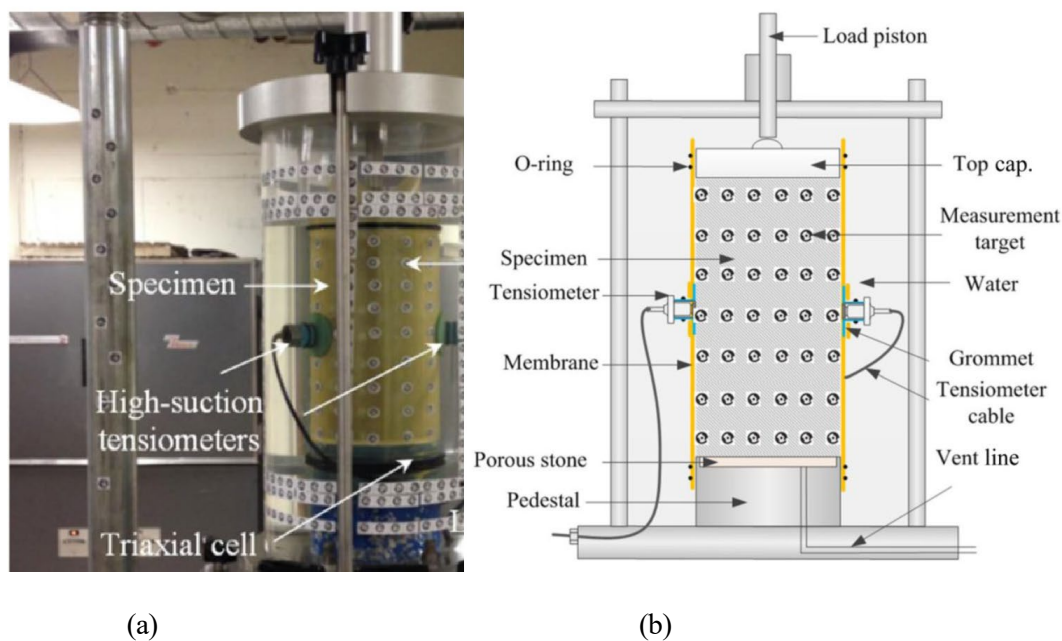 Specimen
High-suction
tensiometers
Triaxial cell
Load piston
O-ring
Top cap.
Measurement
target
Specimen
Tensiometer
Water
Membrane
Grommet
Tensiometer
cable
Porous stone
Vent line
Pedestal
(a)
(b)